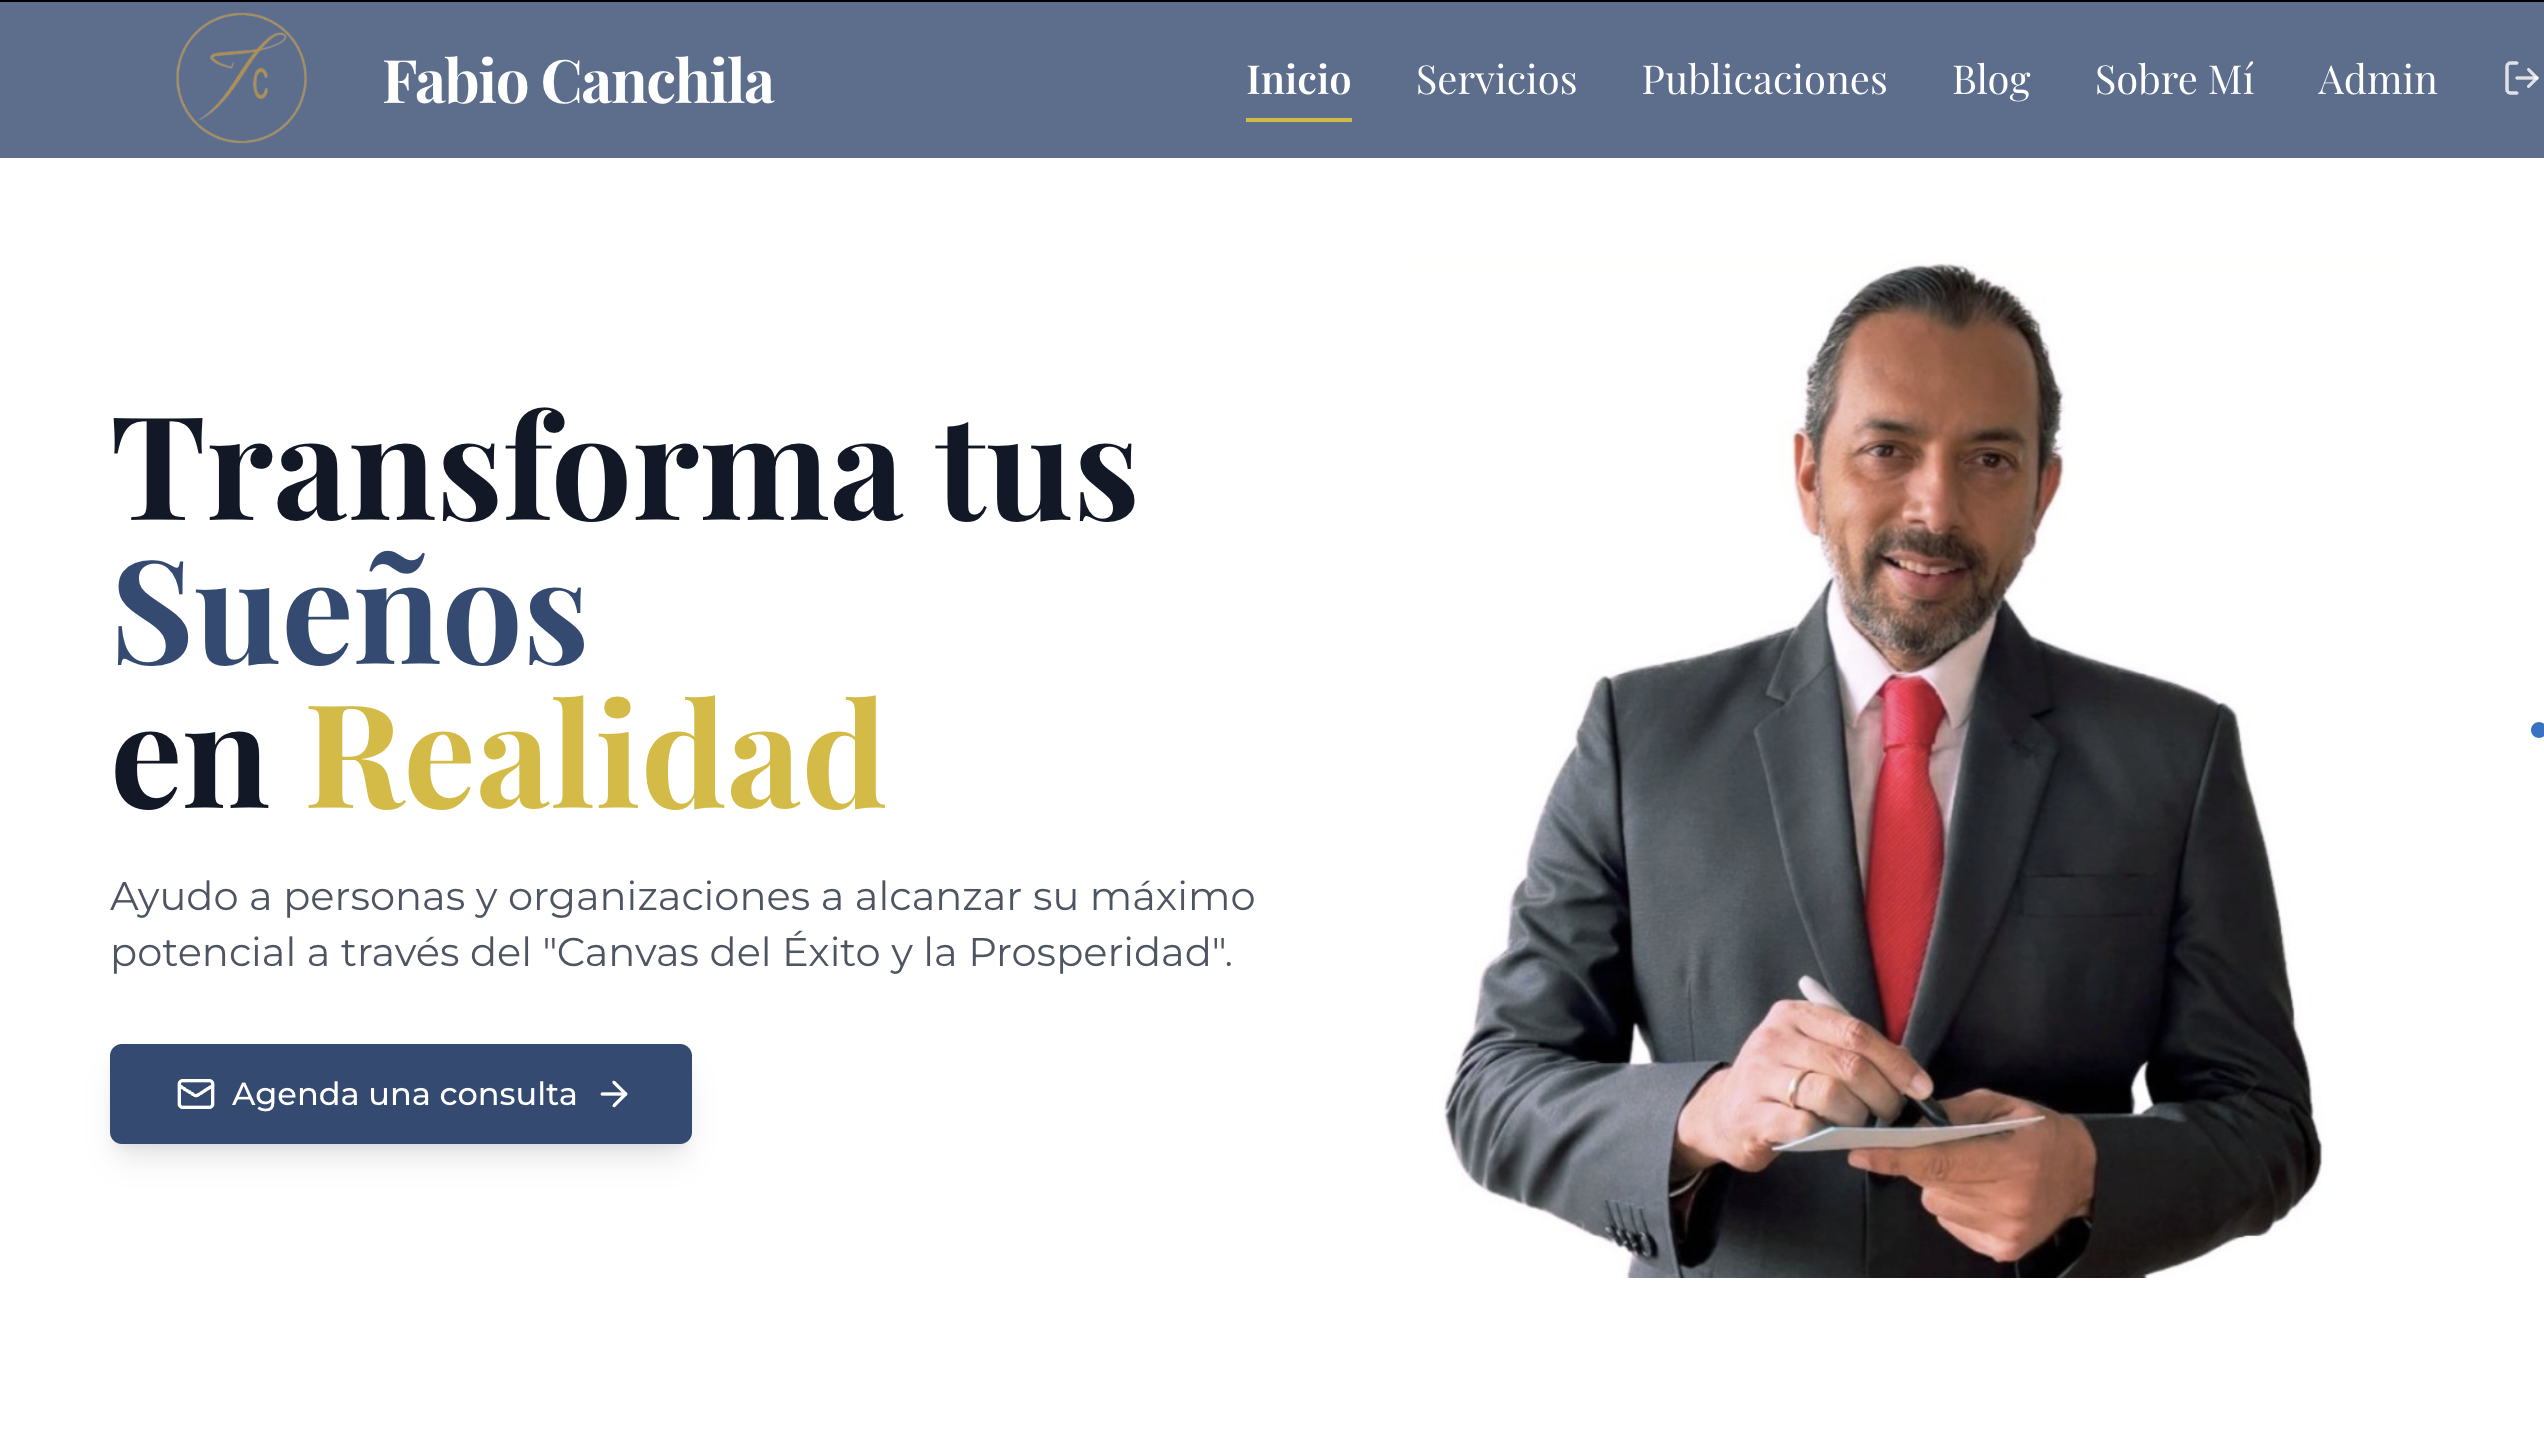 Fabio Canchila
Inicio Servicios Publicaciones Blog Sobre Mí Admin
Transforma tus
Sueños
en Realidad
Ayudo a personas y organizaciones a alcanzar su máximo
potencial a través del "Canvas del Éxito y la Prosperidad".
Agenda una consulta